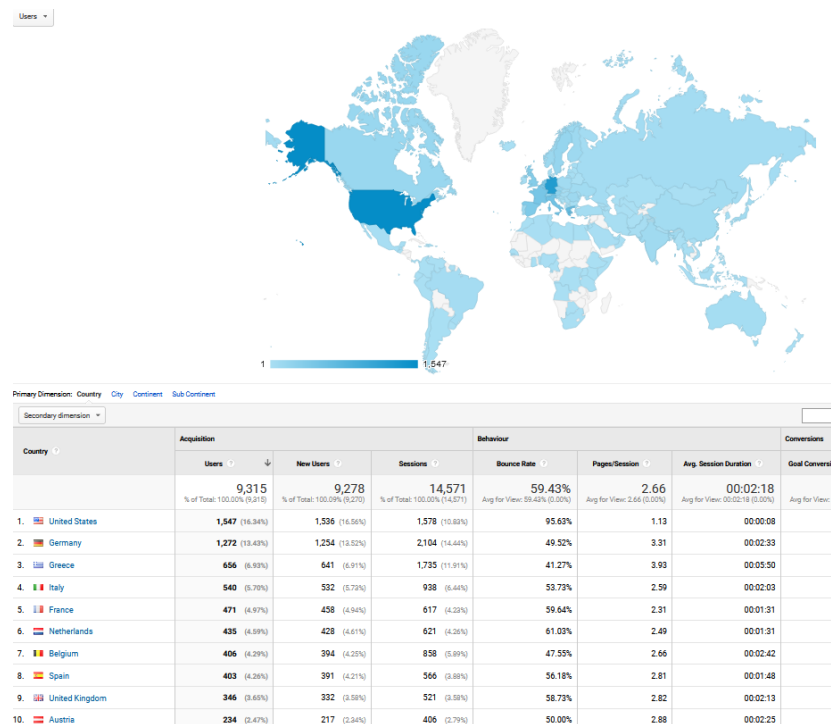 Users
1 1,547
Primary Dimension: Country City Continent Sub Continent
Secondary dimension
Country Acquisition Behaviour Conversions
Users New Users Sessions Bounce Rate Pages/Session Avg. Session Duration Goal Conversi
9,315 9,278 14,571 59.43% 2.66 00:02:18
% of Total: 100.00% (9,315) % of Total: 100.09% (9,270) % of Total: 100.00% (14,571) Avg for View: 59.43% (0.00%) Avg for View: 2.66 (0.00%) Avg for View: 00:02:18 (0.00%) Avg for View:
1. United States 1,547 (16.34%) 1,536 (16.56%) 1,578 (10.83%) 95.63% 1.13 00:00:08
2. Germany 1,272 (13.43%) 1,254 (13.52%) 2,104 (14.44%) 49.52% 3.31 00:02:33
3. Greece 656 (6.93%) 641 (6.91%) 1,735 (11.91%) 41.27% 3.93 00:05:50
4. Italy 540 (5.70%) 532 (5.73%) 938 (6.44%) 53.73% 2.59 00:02:03
5. France 471 (4.97%) 458 (4.94%) 617 (4.23%) 59.64% 2.31 00:01:31
6. Netherlands 435 (4.59%) 428 (4.61%) 621 (4.26%) 61.03% 2.49 00:01:31
7. Belgium 406 (4.29%) 394 (4.25%) 858 (5.89%) 47.55% 2.66 00:02:42
8. Spain 403 (4.26%) 391 (4.21%) 566 (3.88%) 56.18% 2.81 00:01:48
9. United Kingdom 346 (3.65%) 332 (3.58%) 521 (3.58%) 58.73% 2.82 00:02:13
10. Austria 234 (2.47%) 217 (2.34%) 406 (2.79%) 50.00% 2.88 00:02:25